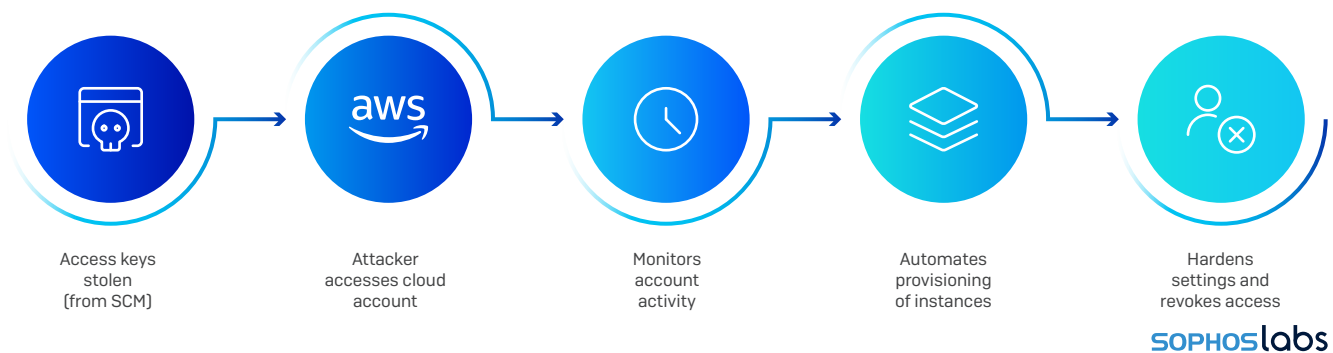 aws
Access keys
stolen
(from SCM)
Attacker
accesses cloud
account
Monitors
account
activity
Automates
provisioning
of instances
Hardens
settings and
revokes access
SOPHOSlabs